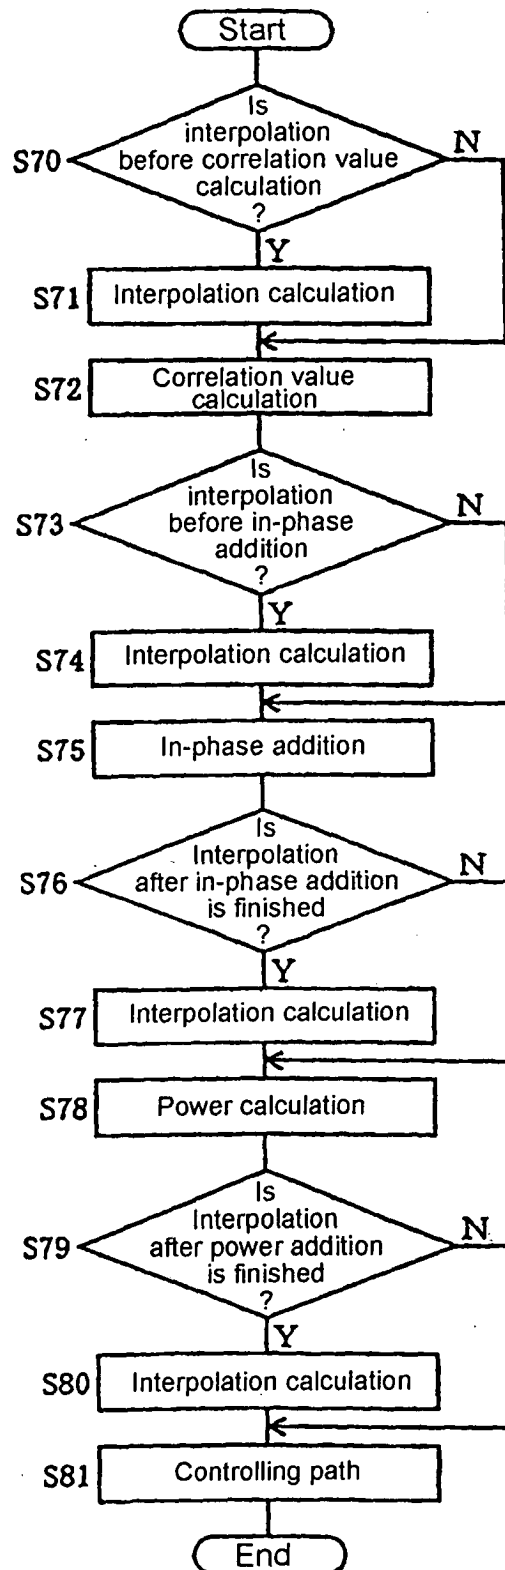 Start
Is
interpolation
before correlation value
calculation
?
S70
N
Y
S71
Interpolation calculation
S72
Correlation value
calculation
Is
interpolation
before in-phase
addition
?
S73
N
Y
S74
Interpolation calculation
S75
In-phase addition
Is
Interpolation
after in-phase addition
is finished
?
S76
N
Y
S77
Interpolation calculation
S78
Power calculation
Is
Interpolation
after power addition
is finished
?
S79
N
Y
S80
Interpolation calculation
S81
Controlling path
End